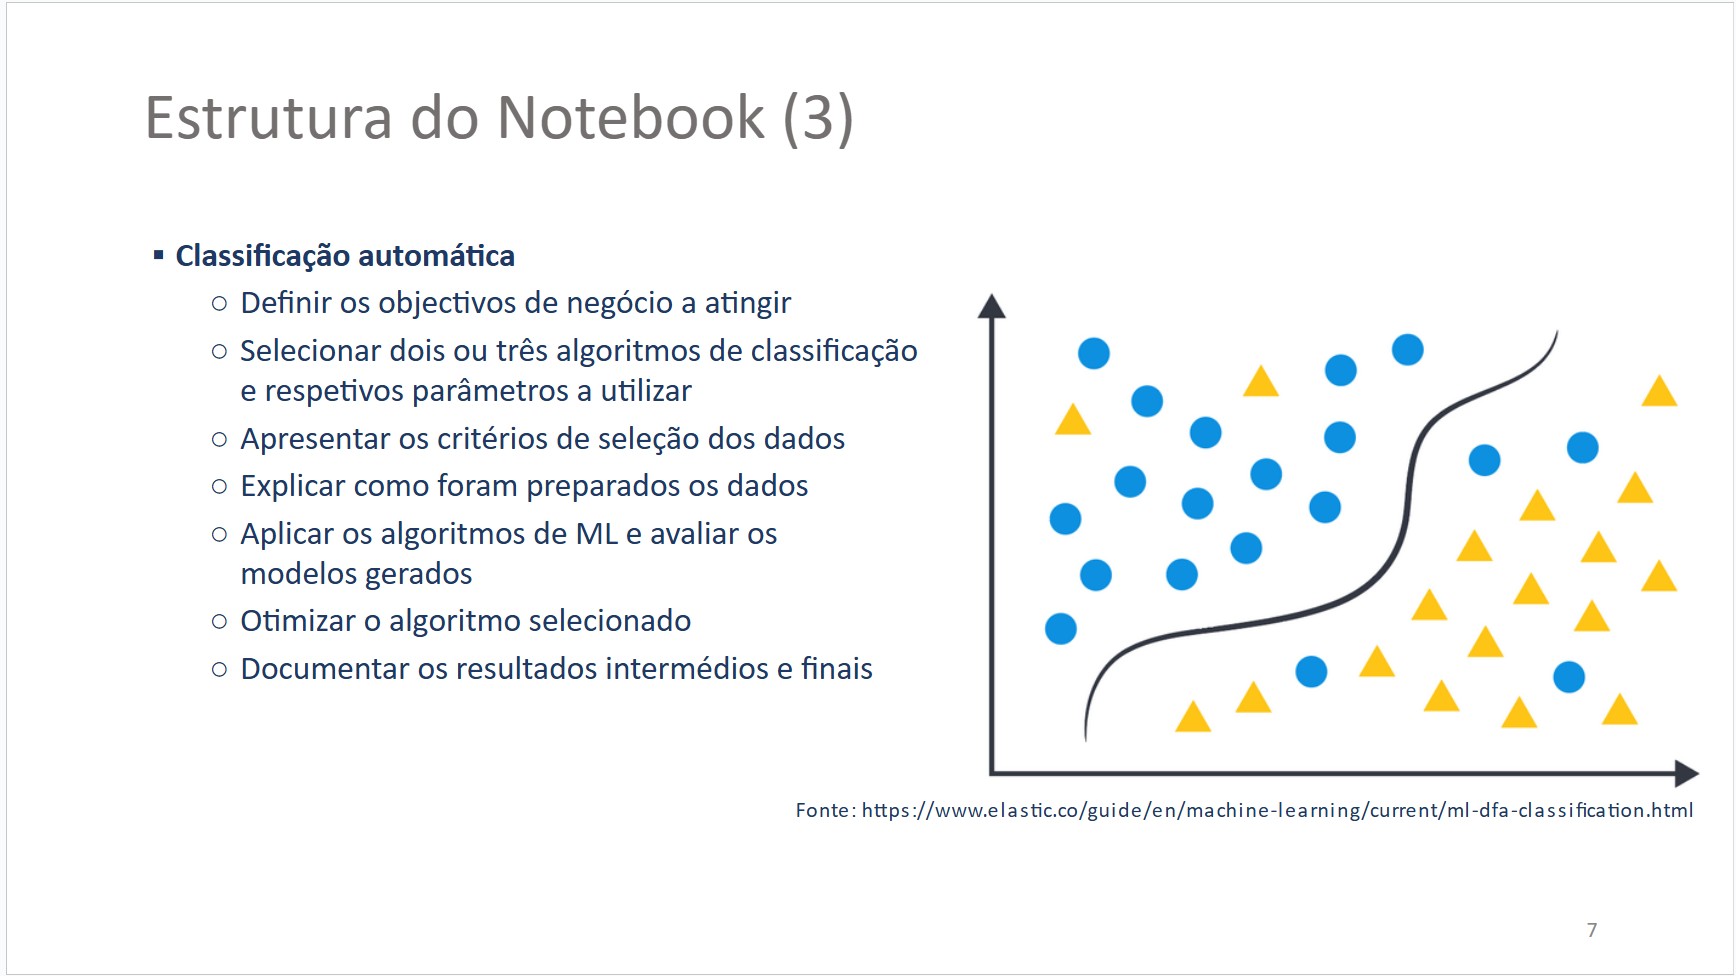 Estrutura do Notebook (3)
▪ Classificação automática
○ Definir os objectivos de negócio a atingir
○ Selecionar dois ou três algoritmos de classificação
e respetivos parâmetros a utilizar
○ Apresentar os critérios de seleção dos dados
○ Explicar como foram preparados os dados
○ Aplicar os algoritmos de ML e avaliar os
modelos gerados
○ Otimizar o algoritmo selecionado
○ Documentar os resultados intermédios e finais
Fonte: https://www.elastic.co/guide/en/machine-learning/current/ml-dfa-classification.html
7